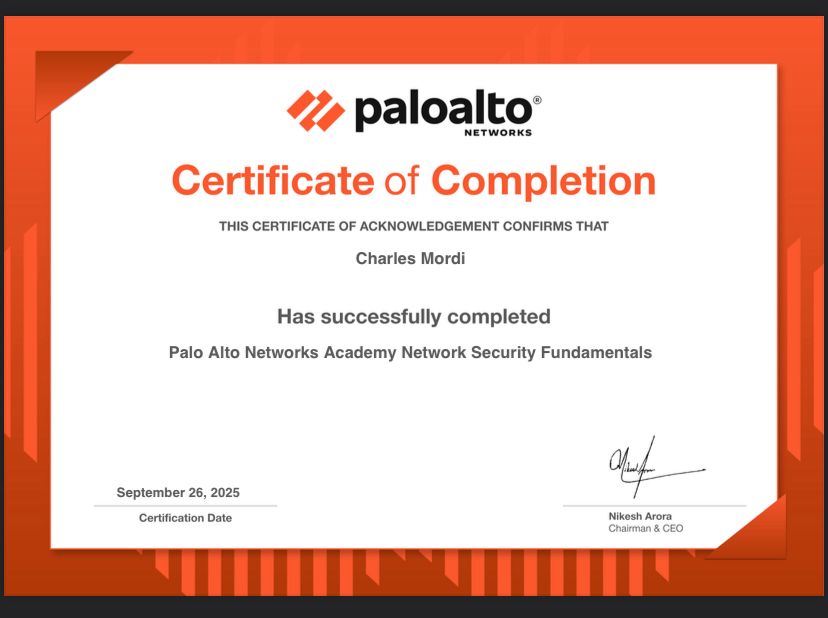 paloalto®
NETWORKS
Certificate of Completion
THIS CERTIFICATE OF ACKNOWLEDGEMENT CONFIRMS THAT
Charles Mordi
Has successfully completed
Palo Alto Networks Academy Network Security Fundamentals
September 26, 2025
Certification Date
Nikesh Arora
Chairman & CEO